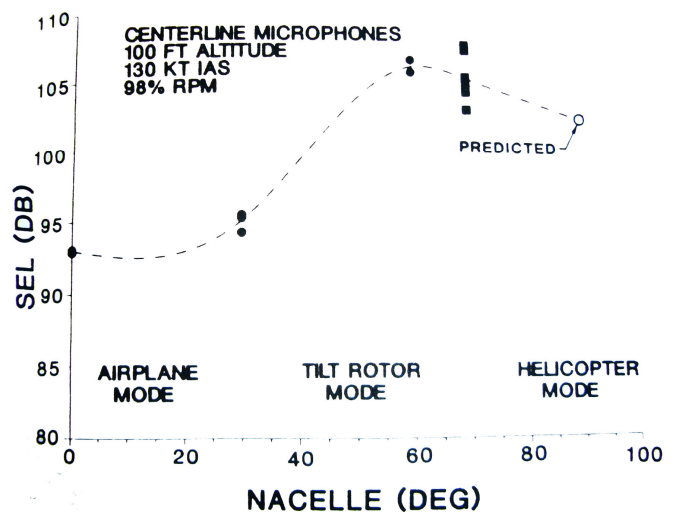 110
CENTERLINE MICROPHONES
100 FT ALTITUDE
130 KT IAS
98% RPM
105
100
PREDICTED
95
SEL (DB)
90
85
AIRPLANE
MODE
TILT ROTOR
MODE
HELICOPTER
MODE
80
0
20
40
60
80
100
NACELLE (DEG)